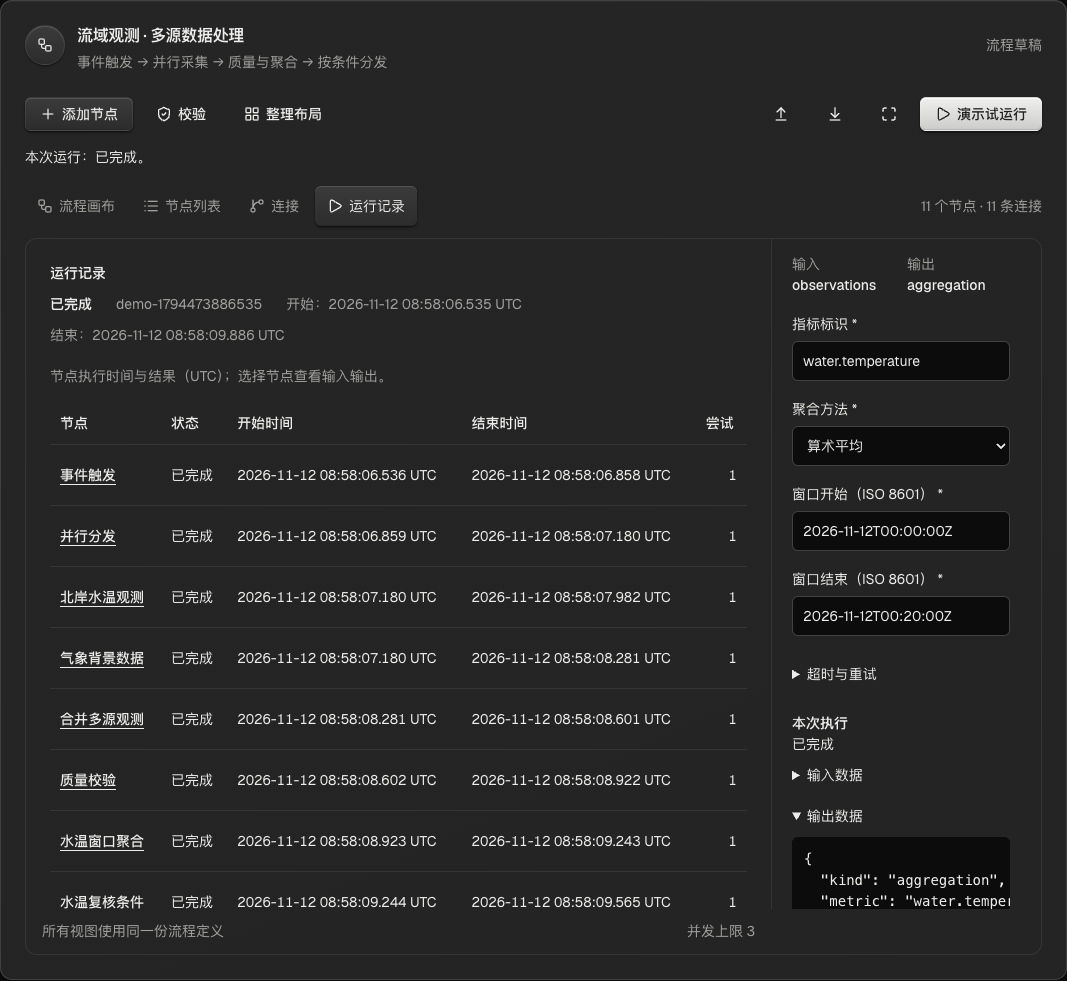 流域观测 · 多源数据处理
事件触发 → 并行采集 → 质量与聚合 → 按条件分发
流程草稿
添加节点 校验 整理布局 演示试运行
本次运行：已完成。
流程画布 节点列表 连接 运行记录 11 个节点 · 11 条连接
运行记录
已完成 demo-1794473886535 开始：2026-11-12 08:58:06.535 UTC
结束：2026-11-12 08:58:09.886 UTC
节点执行时间与结果（UTC）；选择节点查看输入输出。
节点 状态 开始时间 结束时间 尝试
事件触发 已完成 2026-11-12 08:58:06.536 UTC 2026-11-12 08:58:06.858 UTC 1
并行分发 已完成 2026-11-12 08:58:06.859 UTC 2026-11-12 08:58:07.180 UTC 1
北岸水温观测 已完成 2026-11-12 08:58:07.180 UTC 2026-11-12 08:58:07.982 UTC 1
气象背景数据 已完成 2026-11-12 08:58:07.180 UTC 2026-11-12 08:58:08.281 UTC 1
合并多源观测 已完成 2026-11-12 08:58:08.281 UTC 2026-11-12 08:58:08.601 UTC 1
质量校验 已完成 2026-11-12 08:58:08.602 UTC 2026-11-12 08:58:08.922 UTC 1
水温窗口聚合 已完成 2026-11-12 08:58:08.923 UTC 2026-11-12 08:58:09.243 UTC 1
水温复核条件 已完成 2026-11-12 08:58:09.244 UTC 2026-11-12 08:58:09.565 UTC 1
所有视图使用同一份流程定义 并发上限 3
输入 输出
observations aggregation
指标标识 *
water.temperature
聚合方法 *
算术平均
窗口开始（ISO 8601） *
2026-11-12T00:00:00Z
窗口结束（ISO 8601） *
2026-11-12T00:20:00Z
超时与重试
本次执行
已完成
输入数据
输出数据
{
"kind": "aggregation",
"metric": "water.temper